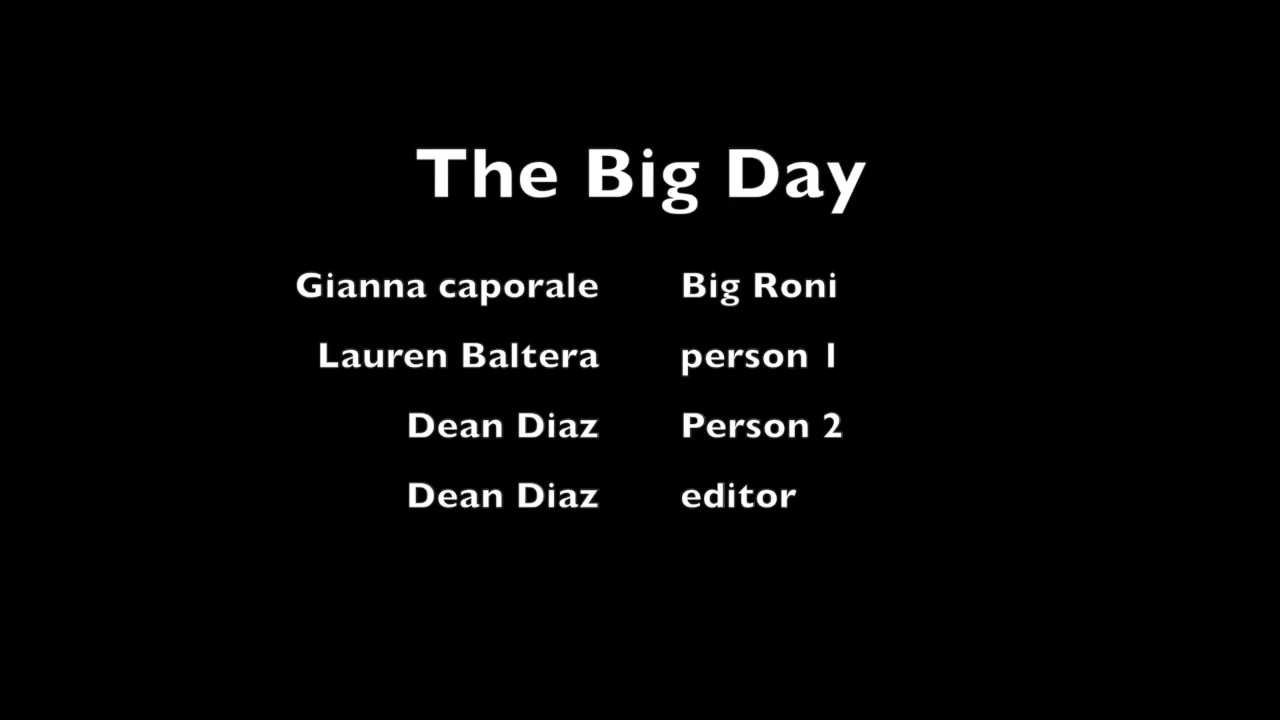 The Big Day
Gianna caporale Big Roni
Lauren Baltera person 1
Dean Diaz Person 2
Dean Diaz editor